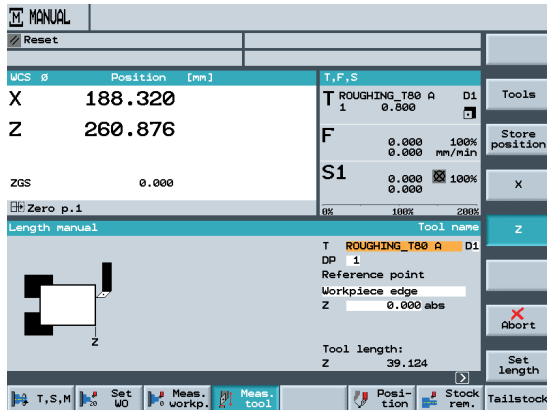 M MANUAL
Reset
WCS ø Position [mm]
X 188.320
Z 260.876
ZGS 0.000
Zero p.1
T,F,S
T ROUGHING_T80 A D1
1 0.800
F 0.000 100%
0.000 mm/min
S1 0.000 100%
0.000
0% 100% 200%
Length manual Tool name
T ROUGHING_T80 A D1
DP 1
Reference point
Workpiece edge
Z 0.000 abs
Tool length:
Z 39.124
Z
Tools
Store
position
X
Z
Abort
Set
length
T,S,M
Set
WO
Meas.
workp.
Meas.
tool
Posi-
tion
Stock
rem.
Tailstock